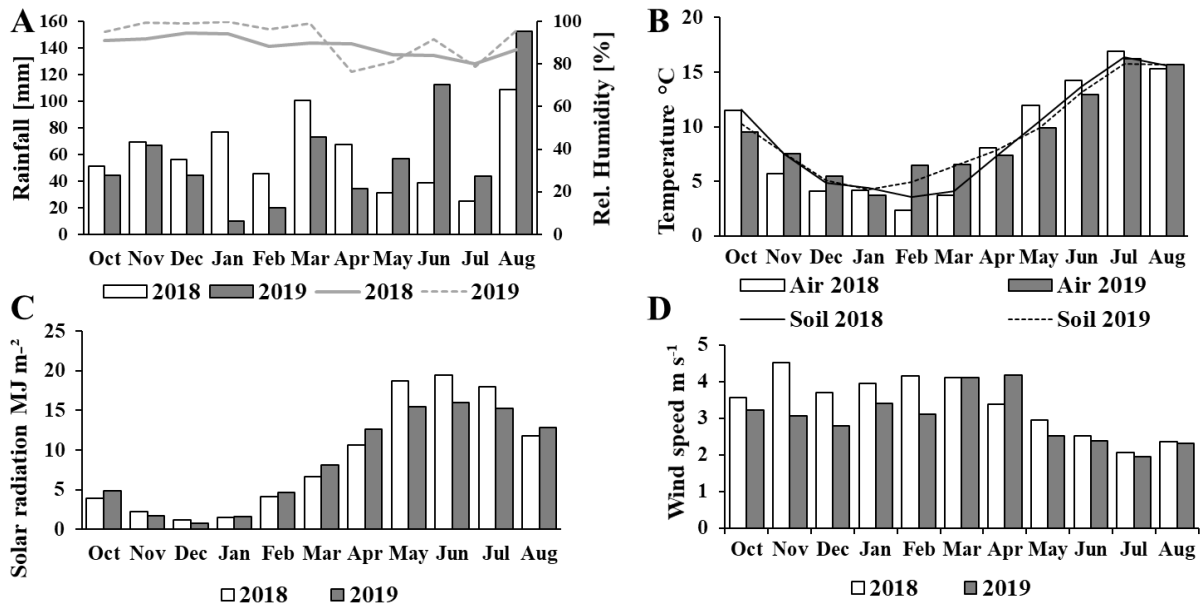 A
Rainfall [mm]
160
140
120
100
80
60
40
20
0
100
80
60
40
20
0
Rel. Humidity [%]
Oct Nov Dec Jan Feb Mar Apr May Jun Jul Aug
2018 2019 2018 2019
B
Temperature °C
20
15
10
5
0
Oct Nov Dec Jan Feb Mar Apr May Jun Jul Aug
Air 2018 Air 2019
Soil 2018 Soil 2019
C
Solar radiation MJ m-²
25
20
15
10
5
0
Oct Nov Dec Jan Feb Mar Apr May Jun Jul Aug
2018 2019
D
Wind speed m s-¹
5
4
3
2
1
0
Oct Nov Dec Jan Feb Mar Apr May Jun Jul Aug
2018 2019